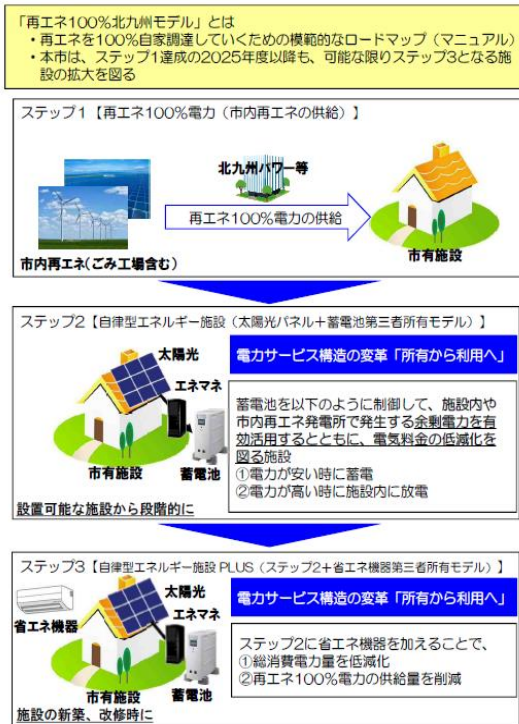 「再エネ100%北九州モデル」とは
・再エネを100%自家調達していくための模範的なロードマップ（マニュアル）
・本市は、ステップ1達成の2025年度以降も、可能な限りステップ3となる施
設の拡大を図る
ステップ1【再エネ100%電力（市内再エネの供給）】
北九州パワー等
再エネ100%電力の供給
市内再エネ(ごみ工場含む)
市有施設
ステップ2【自律型エネルギー施設（太陽光パネル＋蓄電池第三者所有モデル）】
太陽光
エネマネ
市有施設
蓄電池
設置可能な施設から段階的に
電力サービス構造の変革「所有から利用へ」
蓄電池を以下のように制御して、施設内や
市内再エネ発電所で発生する余剰電力を有
効活用するとともに、電気料金の低減化を
図る施設
①電力が安い時に蓄電
②電力が高い時に施設内に放電
ステップ3【自律型エネルギー施設 PLUS（ステップ2＋省エネ機器第三者所有モデル）】
太陽光
省エネ機器
エネマネ
市有施設
蓄電池
施設の新築、改修時に
電力サービス構造の変革「所有から利用へ」
ステップ2に省エネ機器を加えることで、
①総消費電力量を低減化
②再エネ100%電力の供給量を削減